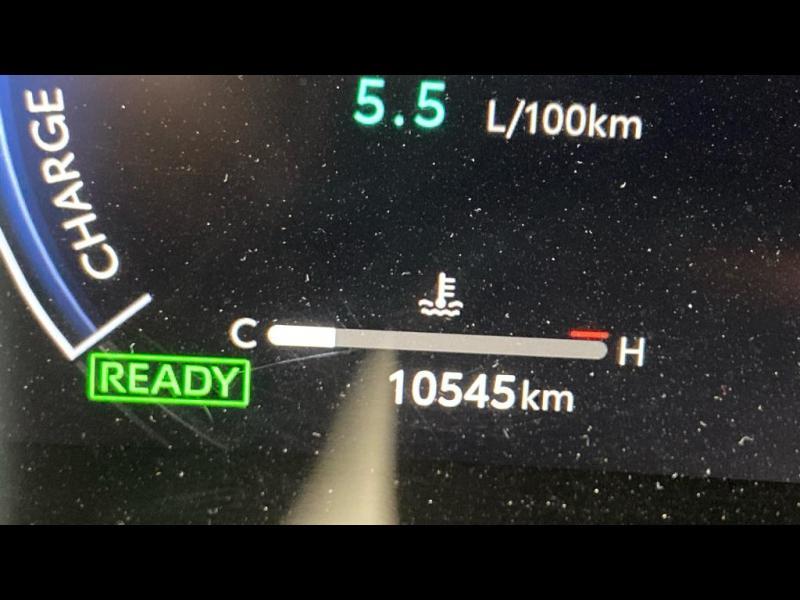 5.5 L/100km
CHARGE
C H
READY
10545km